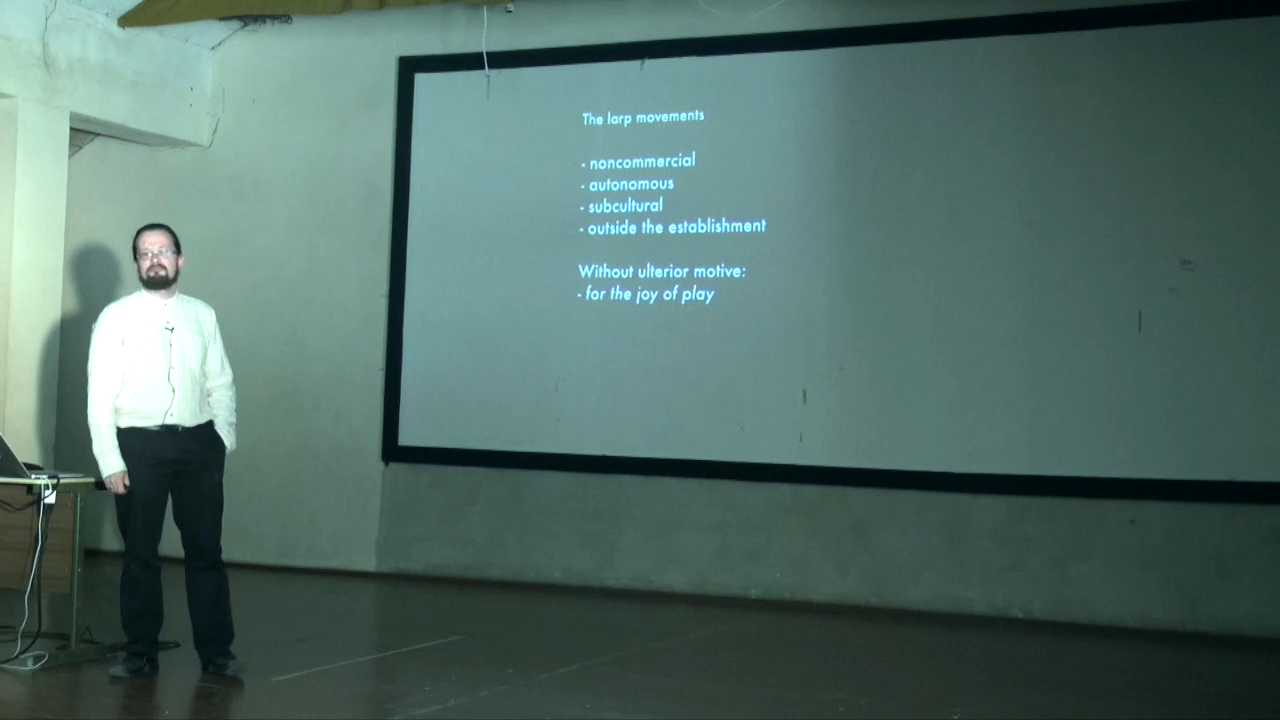 The larp movements
- noncommercial
- autonomous
- subcultural
- outside the establishment
Without ulterior motive:
- for the joy of play